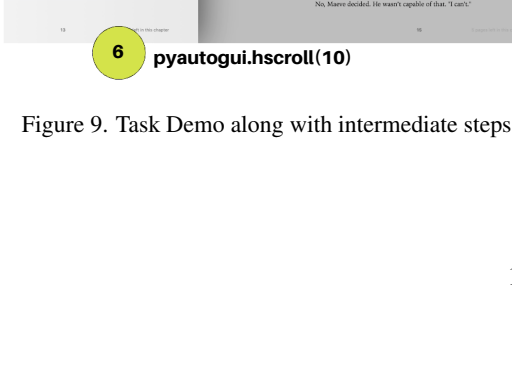 No, Maeve decided. He wasn't capable of that. "I can't."
6
pyautogui.hscroll(10)
Figure 9. Task Demo along with intermediate steps